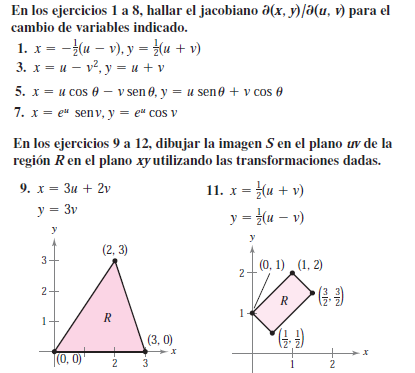 En los ejercicios 1 a 8, hallar el jacobiano ∂(x, y)/∂(u, v) para el
cambio de variables indicado.
1. x = −½(u − v), y = ½(u + v)
3. x = u − v², y = u + v
5. x = u cos θ − v sen θ, y = u sen θ + v cos θ
7. x = eᵘ sen v, y = eᵘ cos v
En los ejercicios 9 a 12, dibujar la imagen S en el plano uv de la
región R en el plano xy utilizando las transformaciones dadas.
9. x = 3u + 2v
y = 3v
y
3
2
1
(2, 3)
R
(3, 0)
x
(0, 0)
2
3
11. x = ½(u + v)
y = ½(u − v)
y
2
1
(0, 1)
(1, 2)
R
(3/2, 3/2)
(1/2, 1/2)
x
1
2